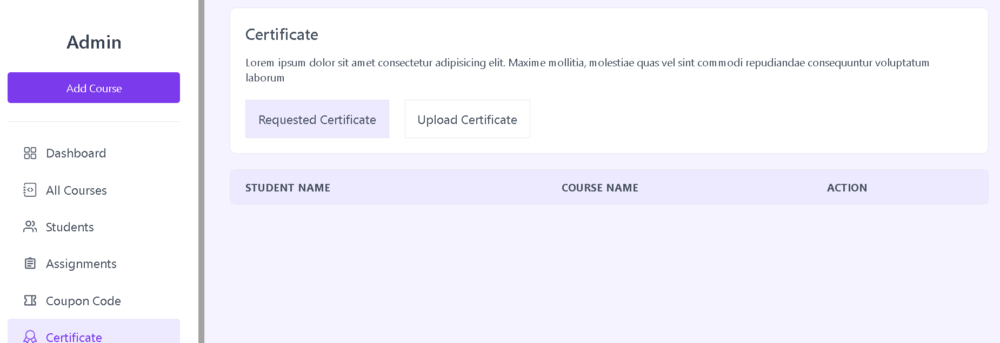 Admin
Add Course
Dashboard
All Courses
Students
Assignments
Coupon Code
Certificate
Certificate
Lorem ipsum dolor sit amet consectetur adipisicing elit. Maxime mollitia, molestiae quas vel sint commodi repudiandae consequuntur voluptatum
laborum
Requested Certificate
Upload Certificate
STUDENT NAME COURSE NAME ACTION